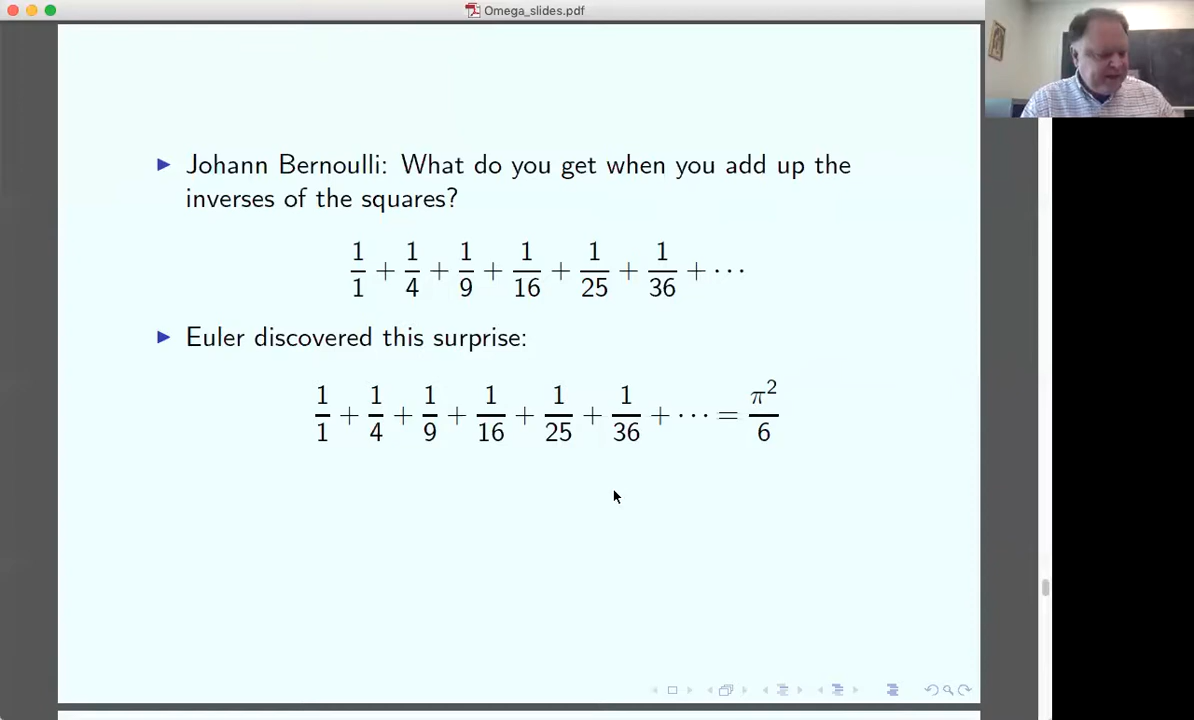 Omega_slides.pdf
▶ Johann Bernoulli: What do you get when you add up the
inverses of the squares?
1/1 + 1/4 + 1/9 + 1/16 + 1/25 + 1/36 + ⋯
▶ Euler discovered this surprise:
1/1 + 1/4 + 1/9 + 1/16 + 1/25 + 1/36 + ⋯ = π²/6